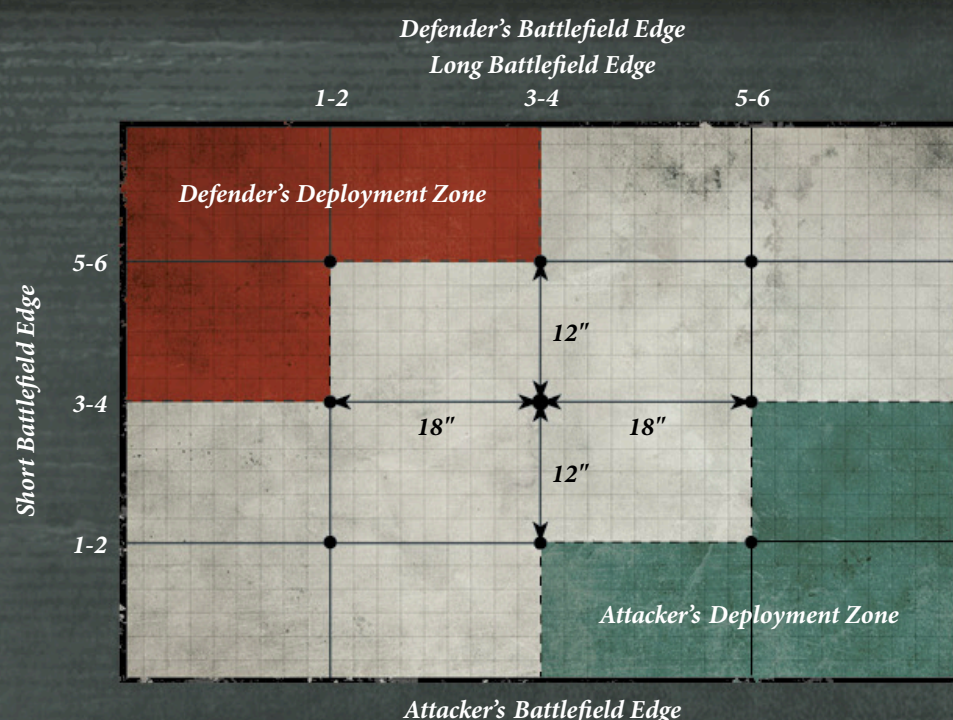 Defender's Battlefield Edge
Long Battlefield Edge
1-2 3-4 5-6
Defender's Deployment Zone
5-6
12"
Short Battlefield Edge
3-4
18" 18"
12"
1-2
Attacker's Deployment Zone
Attacker's Battlefield Edge